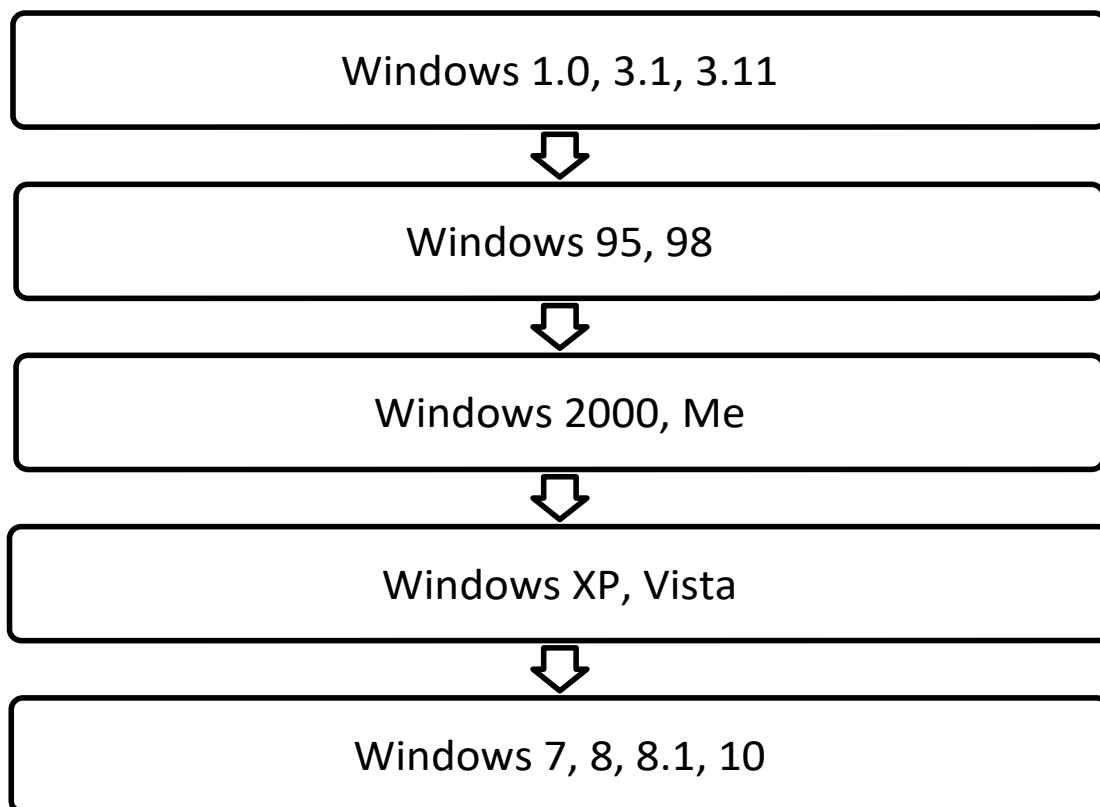 Windows 1.0, 3.1, 3.11
Windows 95, 98
Windows 2000, Me
Windows XP, Vista
Windows 7, 8, 8.1, 10